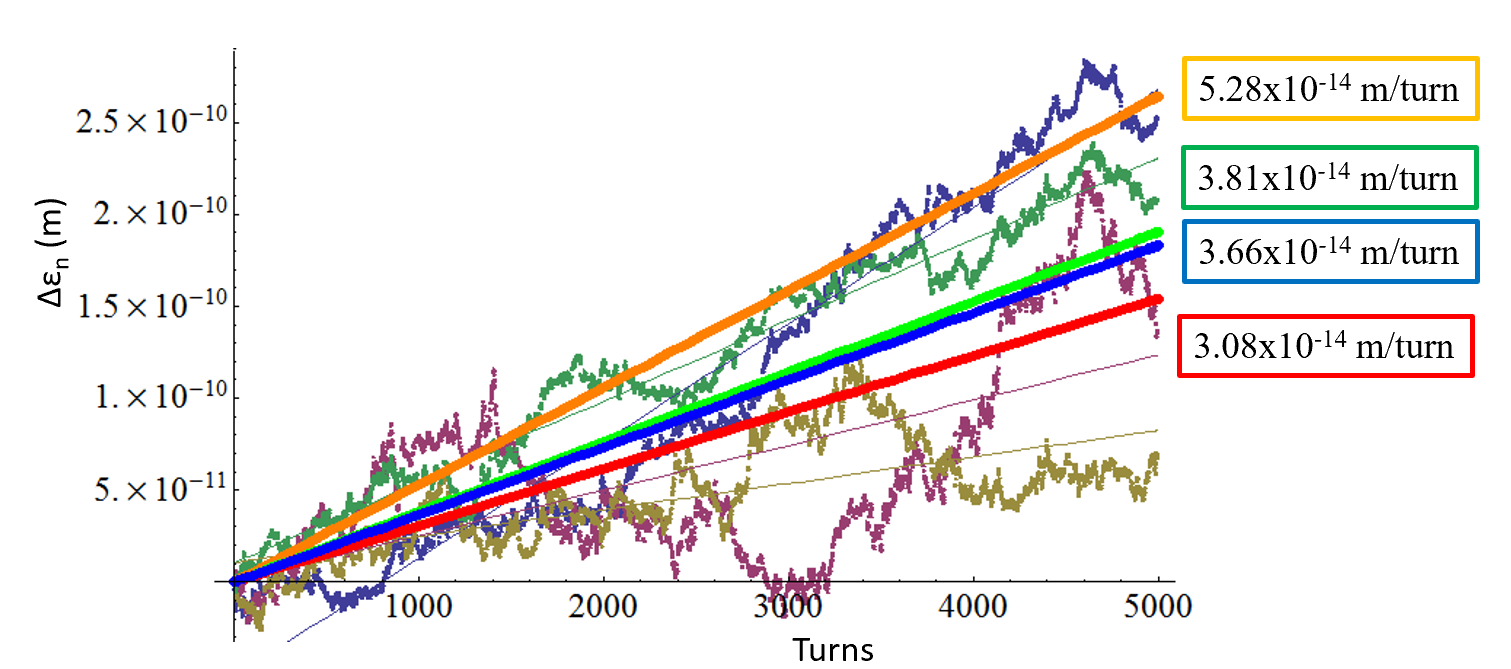 5.28x10⁻¹⁴ m/turn
2.5 × 10⁻¹⁰
3.81x10⁻¹⁴ m/turn
2. × 10⁻¹⁰
3.66x10⁻¹⁴ m/turn
Δεₙ (m)
1.5 × 10⁻¹⁰
3.08x10⁻¹⁴ m/turn
1. × 10⁻¹⁰
5. × 10⁻¹¹
1000 2000 3000 4000 5000
Turns